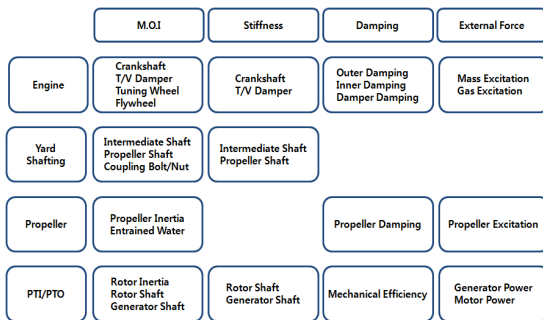 M.O.I
Stiffness
Damping
External Force
Engine
Crankshaft
T/V Damper
Tuning Wheel
Flywheel
Crankshaft
T/V Damper
Outer Damping
Inner Damping
Damper Damping
Mass Excitation
Gas Excitation
Yard
Shafting
Intermediate Shaft
Propeller Shaft
Coupling Bolt/Nut
Intermediate Shaft
Propeller Shaft
Propeller
Propeller Inertia
Entrained Water
Propeller Damping
Propeller Excitation
PTI/PTO
Rotor Inertia
Rotor Shaft
Generator Shaft
Rotor Shaft
Generator Shaft
Mechanical Efficiency
Generator Power
Motor Power